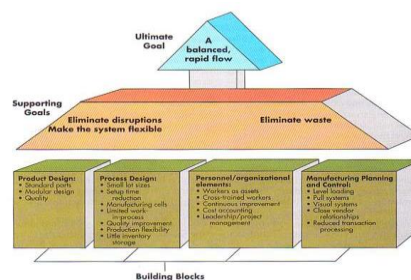 Ultimate
Goal
A
balanced,
rapid flow
Supporting
Goals
Eliminate disruptions
Make the system flexible
Eliminate waste
Product Design:
• Standard parts
• Modular design
• Quality
Process Design:
• Small lot sizes
• Setup time
reduction
• Manufacturing cells
• Limited work-
in-process
• Quality improvement
• Production flexibility
• Little inventory
storage
Personnel/organizational
elements:
• Workers as assets
• Cross-trained workers
• Continuous improvement
• Cost accounting
• Leadership/project
management
Manufacturing Planning
and Control:
• Level loading
• Pull systems
• Visual systems
• Close vendor
relationships
• Reduced transaction
processing
Building Blocks